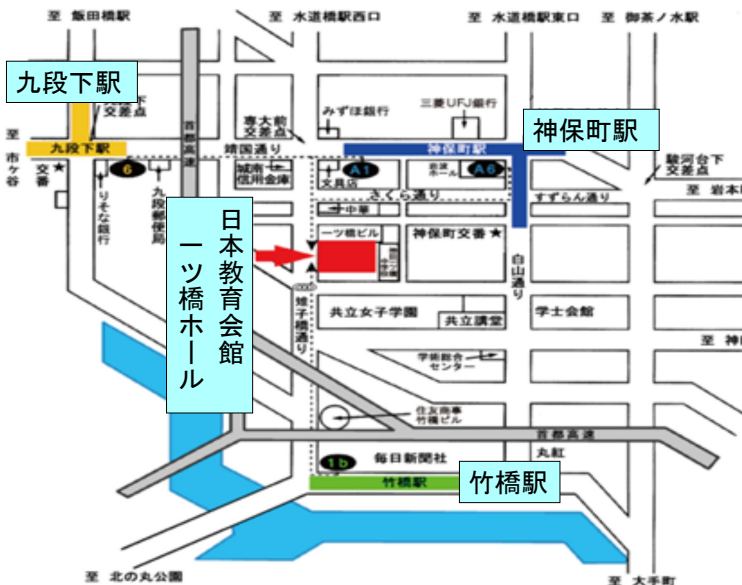 至 飯田橋駅
至 水道橋駅西口
至 水道橋駅東口
至 御茶ノ水駅
九段下駅
九段下
交差点
首都高速
専大前
交差点
みずほ銀行
三菱UFJ銀行
神保町駅
至 市ヶ谷
九段下駅
靖国通り
神保町駅
駿河台下
交差点
交番★
りそな銀行
6
九段郵便局
城南
信用金庫
A1
文具店
岩波
ホール
A6
さくら通り
すずらん通り
至 岩本
中華
日本教育会館
一ツ橋ホール
一ツ橋ビル
神保町交番★
白山通り
雉子橋通り
共立女子学園
共立講堂
学士会館
至 神
学術総合
センター
住友商事
竹橋ビル
首都高速
1b
毎日新聞社
丸紅
竹橋駅
竹橋駅
至 北の丸公園
至 大手町